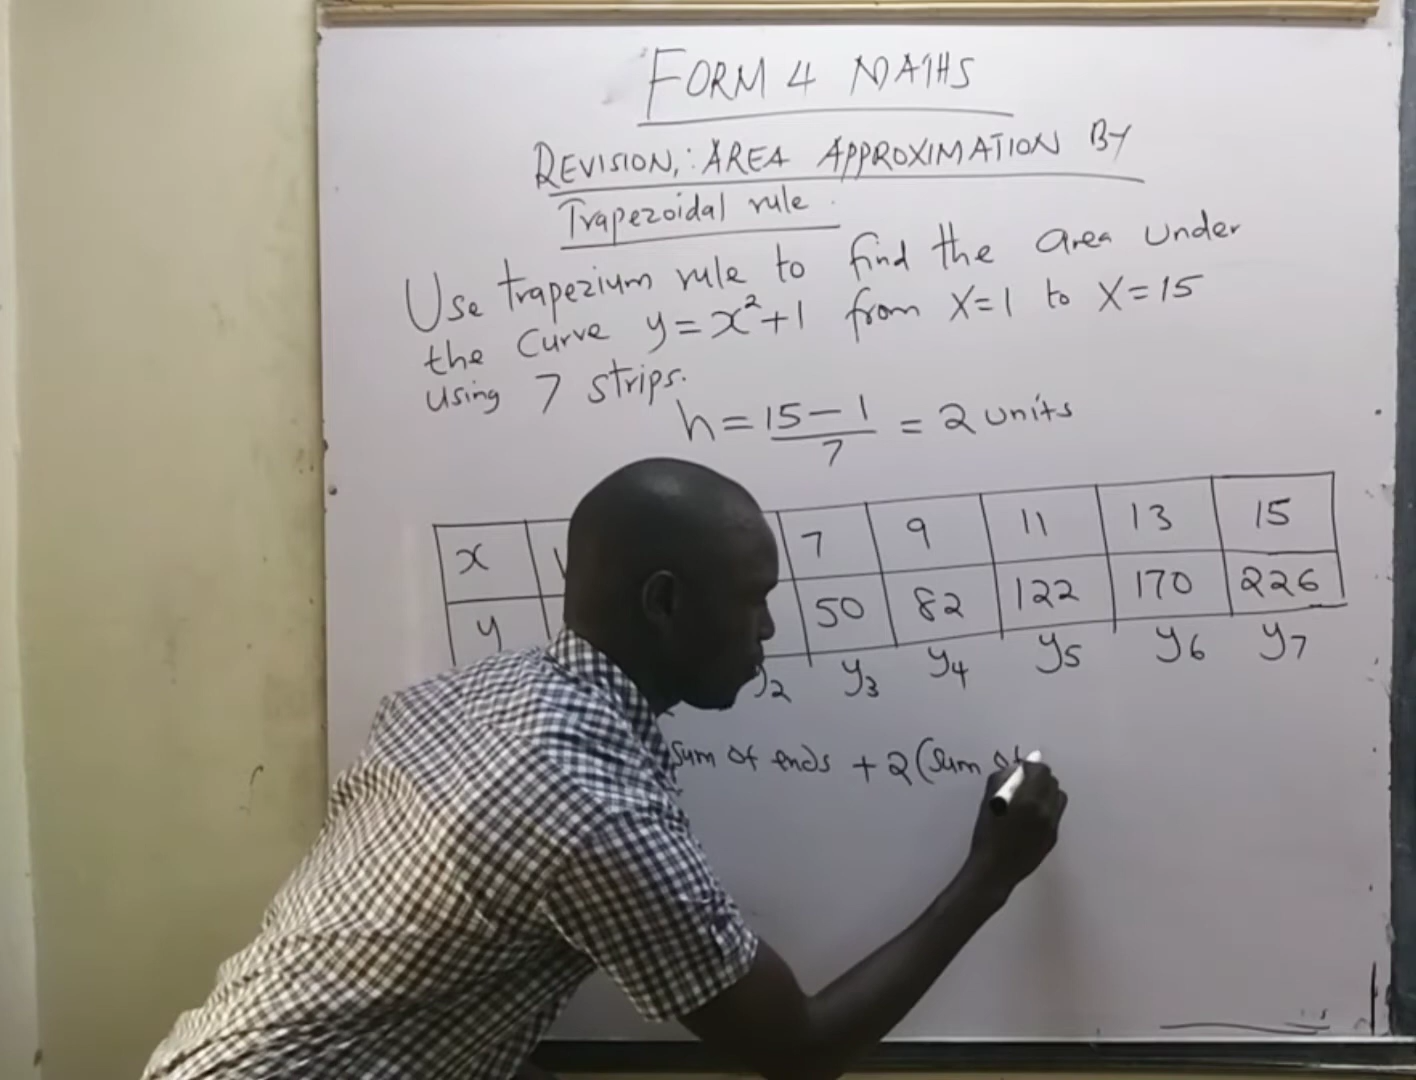 FORM 4 MATHS
REVISION: AREA APPROXIMATION BY
Trapezoidal rule.
Use trapezium rule to find the area under
the curve y = x² + 1 from X=1 to X=15
using 7 strips.
h = 15 - 1 / 7 = 2 units
x 7 9 11 13 15
y 50 82 122 170 226
y₂ y₃ y₄ y₅ y₆ y₇
sum of ends + 2 (sum of